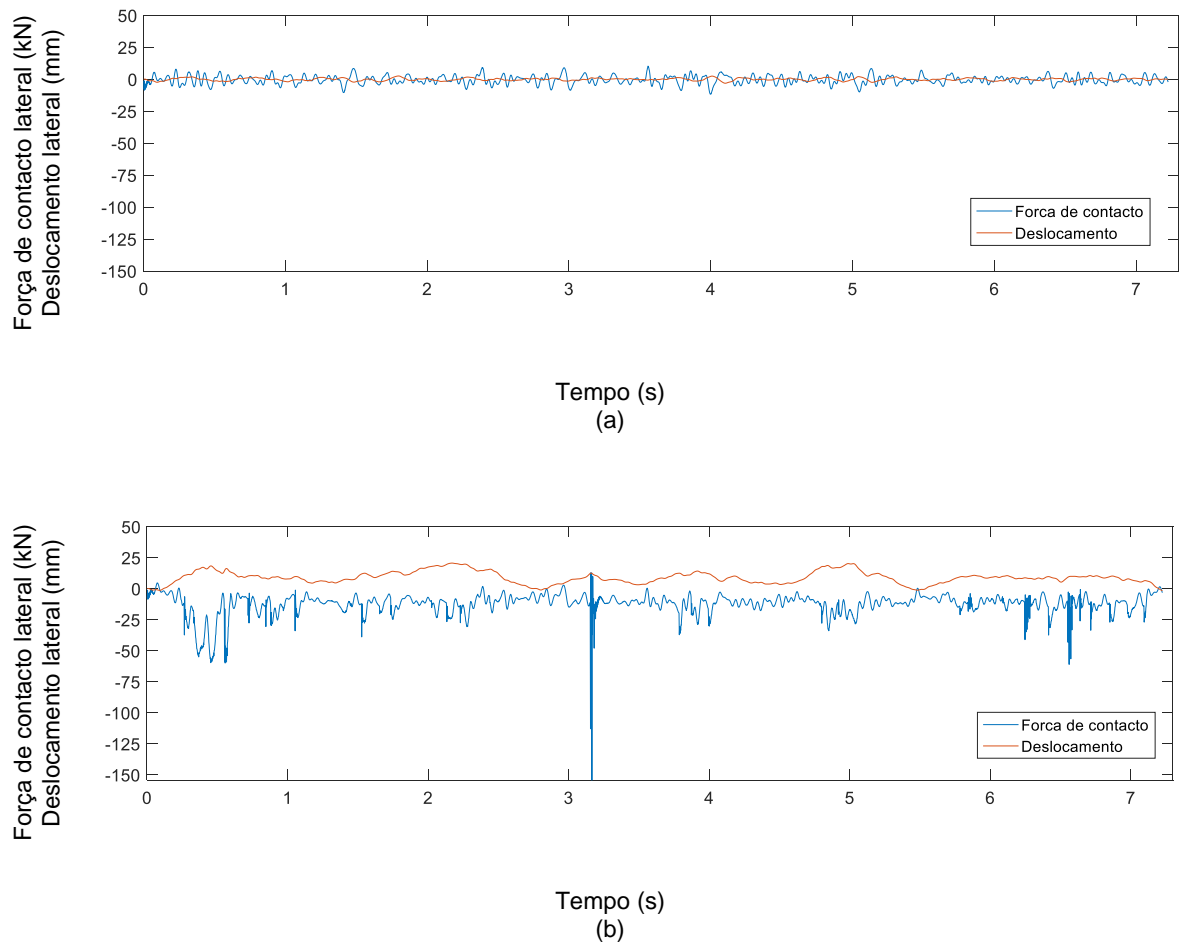 Força de contacto lateral (kN)
Deslocamento lateral (mm)
50
25
0
-25
-50
-75
-100
-125
-150
0 1 2 3 4 5 6 7
Forca de contacto
Deslocamento
Tempo (s)
(a)
Força de contacto lateral (kN)
Deslocamento lateral (mm)
50
25
0
-25
-50
-75
-100
-125
-150
0 1 2 3 4 5 6 7
Forca de contacto
Deslocamento
Tempo (s)
(b)